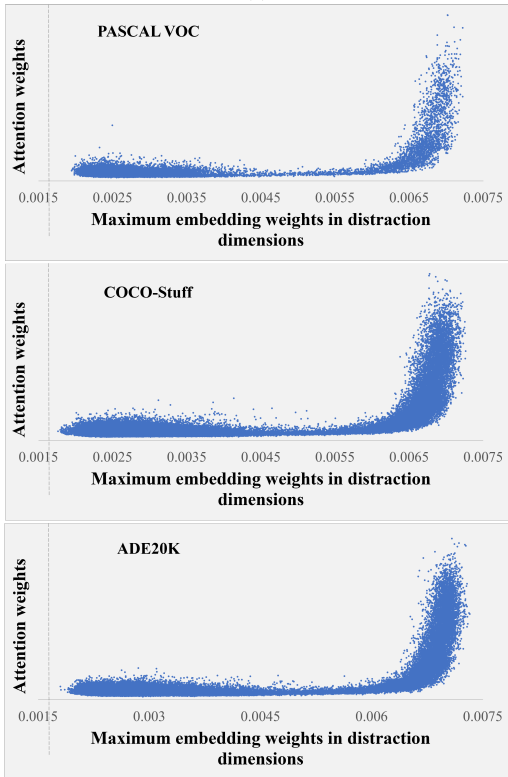 PASCAL VOC
Attention weights
0.0015 0.0025 0.0035 0.0045 0.0055 0.0065 0.0075
Maximum embedding weights in distraction
dimensions
COCO-Stuff
Attention weights
0.0015 0.0025 0.0035 0.0045 0.0055 0.0065 0.0075
Maximum embedding weights in distraction
dimensions
ADE20K
Attention weights
0.0015 0.003 0.0045 0.006 0.0075
Maximum embedding weights in distraction
dimensions